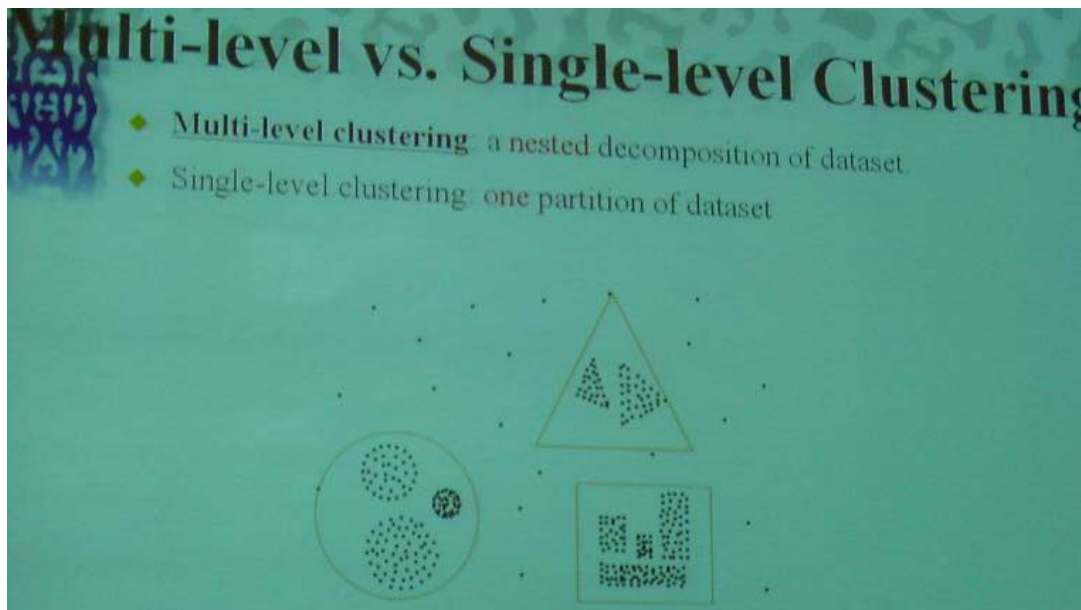 Multi-level vs. Single-level Clustering
Multi-level clustering: a nested decomposition of dataset.
Single-level clustering: one partition of dataset